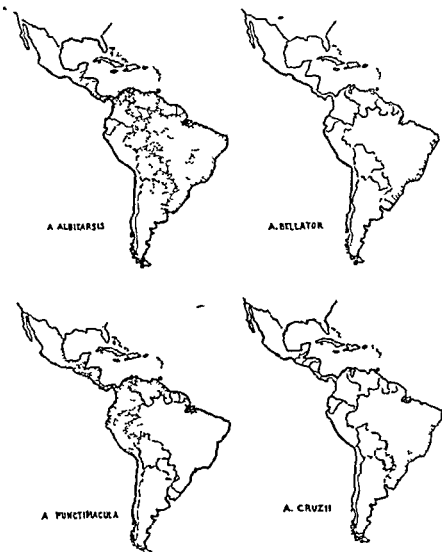 A ALBITARSIS
A. BELLATOR
A PUNCTIMACULA
A. CRUZII